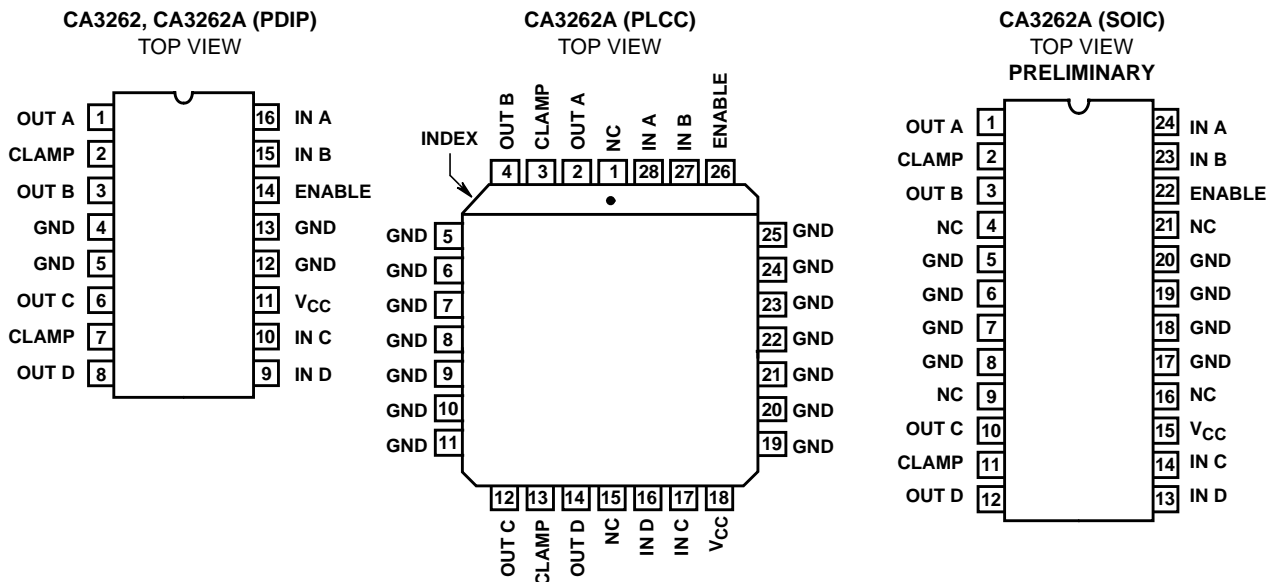 CA3262, CA3262A (PDIP)
TOP VIEW
OUT A 1 16 IN A
CLAMP 2 15 IN B
OUT B 3 14 ENABLE
GND 4 13 GND
GND 5 12 GND
OUT C 6 11 VCC
CLAMP 7 10 IN C
OUT D 8 9 IN D
CA3262A (PLCC)
TOP VIEW
OUT B
CLAMP
OUT A
NC
IN A
IN B
ENABLE
INDEX
4 3 2 1 28 27 26
GND 5 25 GND
GND 6 24 GND
GND 7 23 GND
GND 8 22 GND
GND 9 21 GND
GND 10 20 GND
GND 11 19 GND
12 13 14 15 16 17 18
OUT C
CLAMP
OUT D
NC
IN D
IN C
VCC
CA3262A (SOIC)
TOP VIEW
PRELIMINARY
OUT A 1 24 IN A
CLAMP 2 23 IN B
OUT B 3 22 ENABLE
NC 4 21 NC
GND 5 20 GND
GND 6 19 GND
GND 7 18 GND
GND 8 17 GND
NC 9 16 NC
OUT C 10 15 VCC
CLAMP 11 14 IN C
OUT D 12 13 IN D